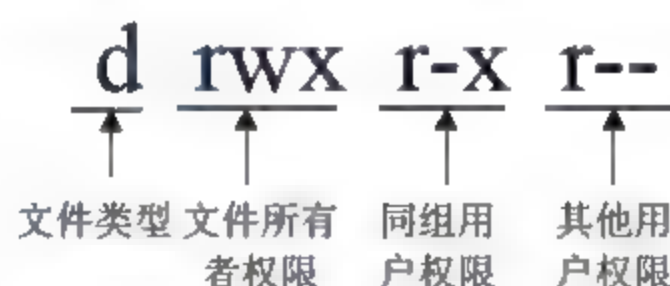 d rwx r-x r--
文件类型 文件所有 同组用 其他用
者权限 户权限 户权限